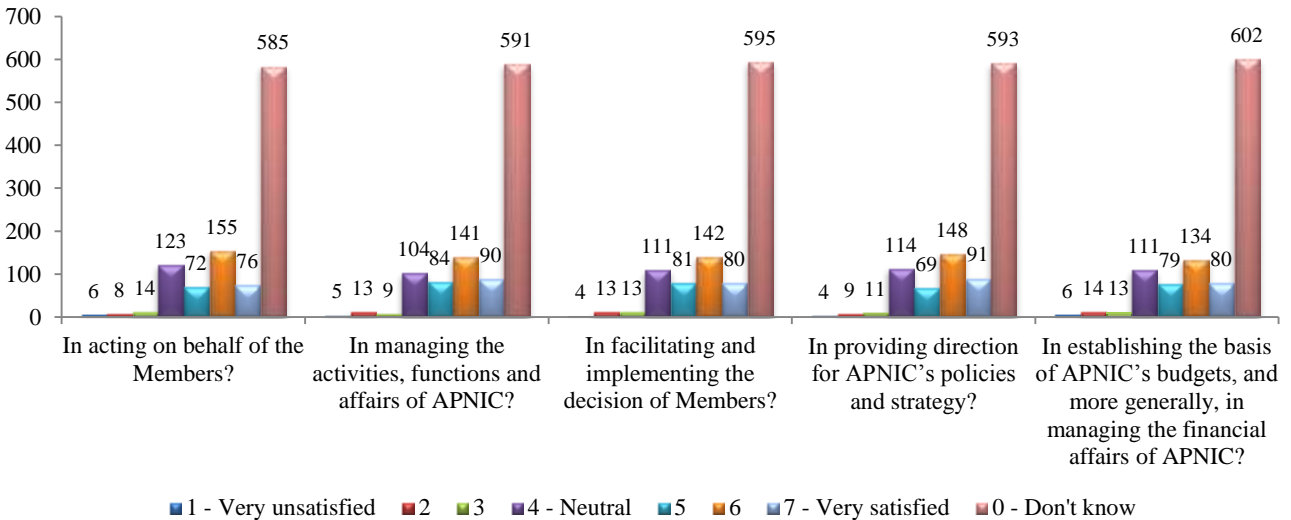 700
600
500
400
300
200
100
0
6 8 14 123 72 155 76 585
5 13 9 104 84 141 90 591
4 13 13 111 81 142 80 595
4 9 11 114 69 148 91 593
6 14 13 111 79 134 80 602
In acting on behalf of the
Members?
In managing the
activities, functions and
affairs of APNIC?
In facilitating and
implementing the
decision of Members?
In providing direction
for APNIC’s policies
and strategy?
In establishing the basis
of APNIC’s budgets, and
more generally, in
managing the financial
affairs of APNIC?
1 - Very unsatisfied 2 3 4 - Neutral 5 6 7 - Very satisfied 0 - Don't know